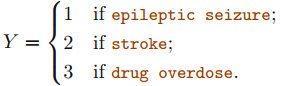 1 if epileptic seizure;
Y = 2 if stroke;
3 if drug overdose.